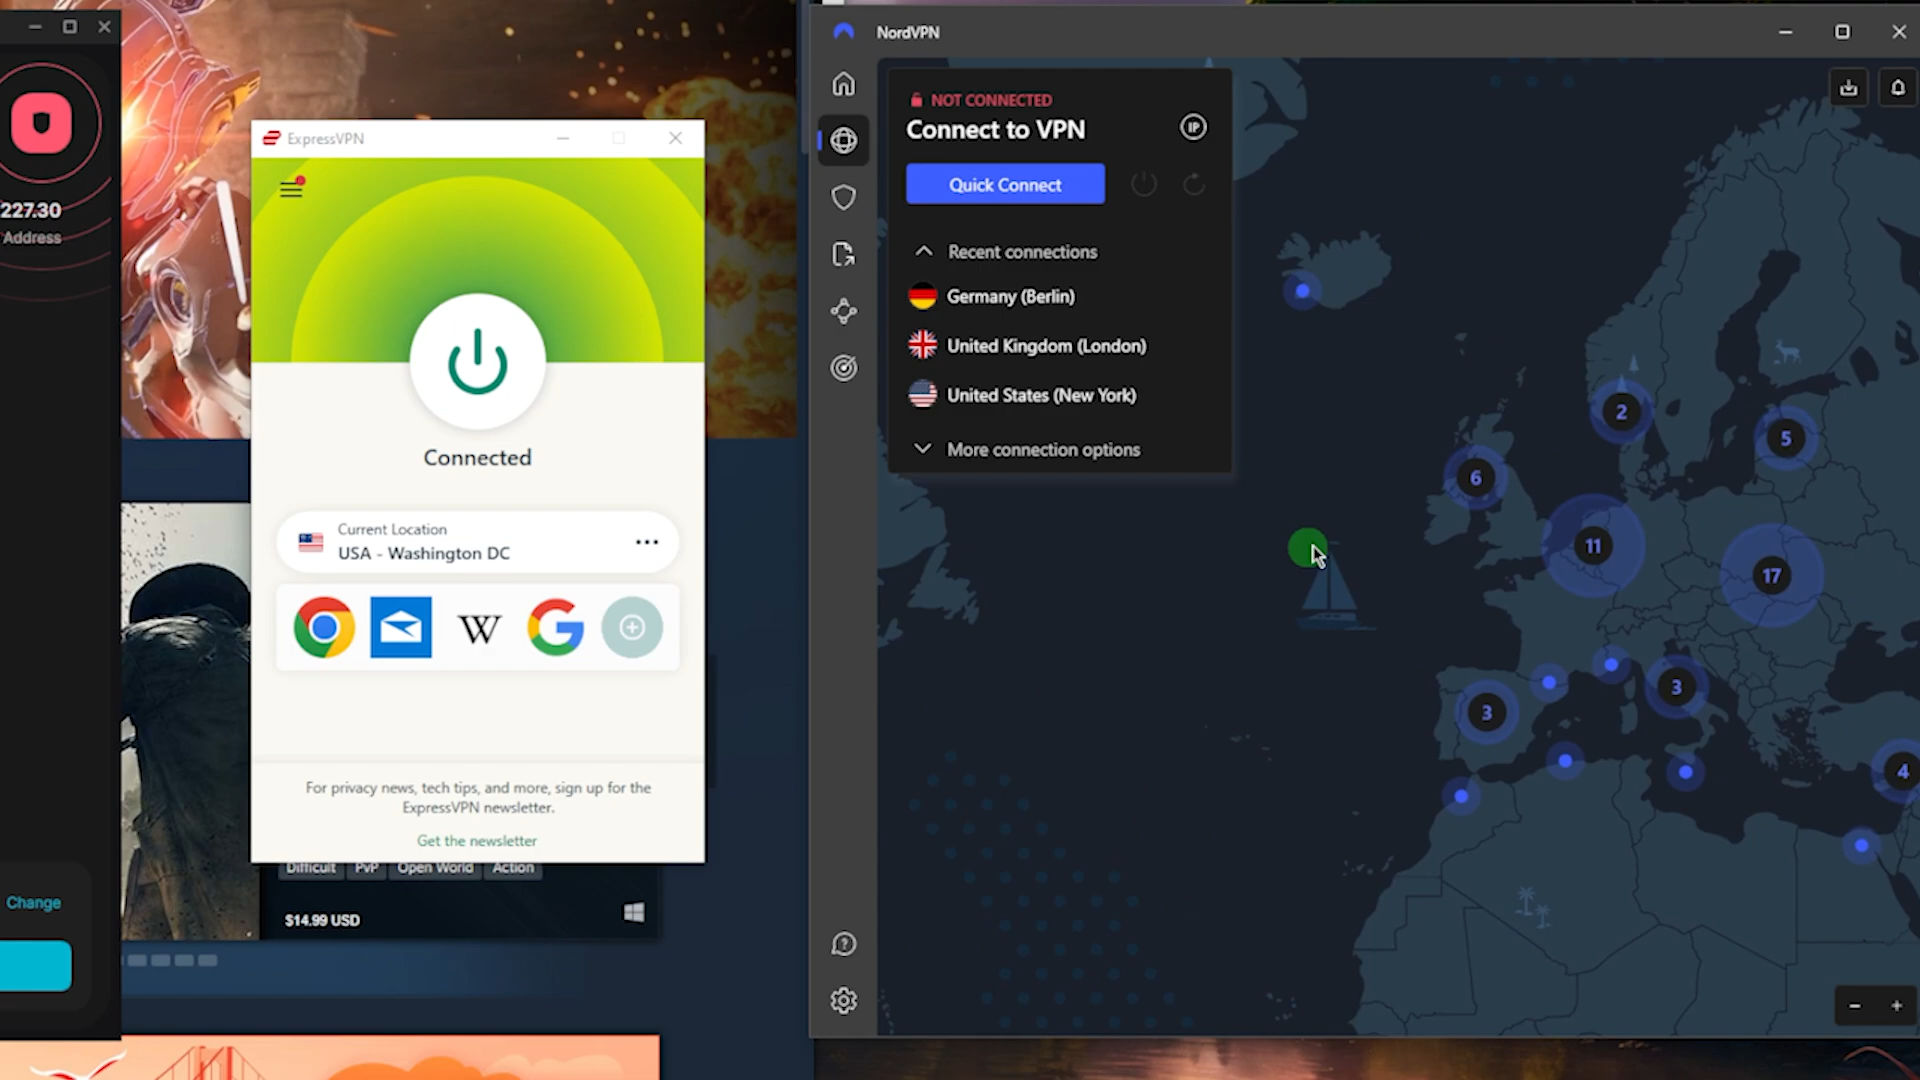 227.30
Address
Change
ExpressVPN
Connected
Current Location
USA - Washington DC
W
For privacy news, tech tips, and more, sign up for the
ExpressVPN newsletter.
Get the newsletter
Difficult PvP Open World Action
$14.99 USD
NordVPN
NOT CONNECTED
Connect to VPN
IP
Quick Connect
Recent connections
Germany (Berlin)
United Kingdom (London)
United States (New York)
More connection options
2
5
6
11
17
3
3
4